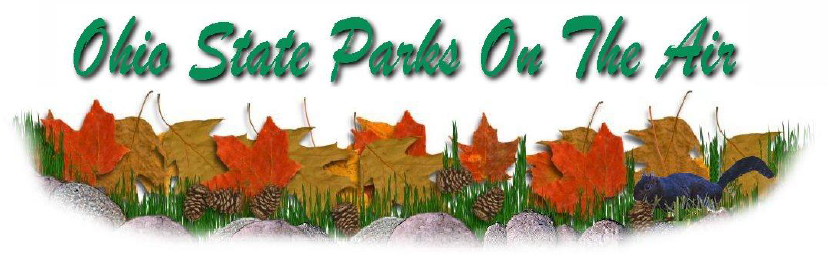 Ohio State Parks On The Air